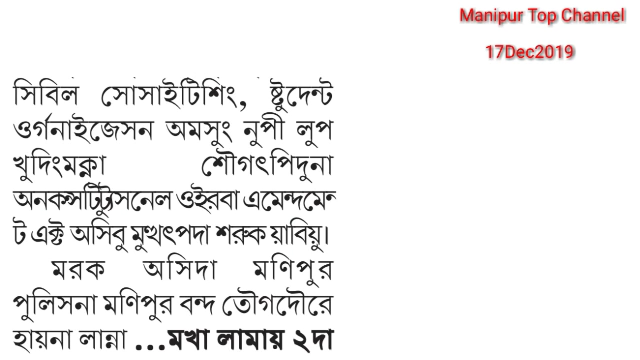 Manipur Top Channel
17Dec2019
সিবিল সোসাইটিশিং, ষ্টুদেন্ট
ওর্গনাইজেসন অমসুং নুপী লুপ
খুদিংমক্না শৌগৎপিদুনা
অনকন্সটিট্যুসনেল ওইরবা এমেন্দমেন্
ট এক্ট অসিবু মুত্থৎপদা শরুক য়াবিয়ু।
মরক অসিদা মণিপুর
পুলিসনা মণিপুর বন্দ তৌগদৌরে
হায়না লান্না ...মখা লামায় ২দা